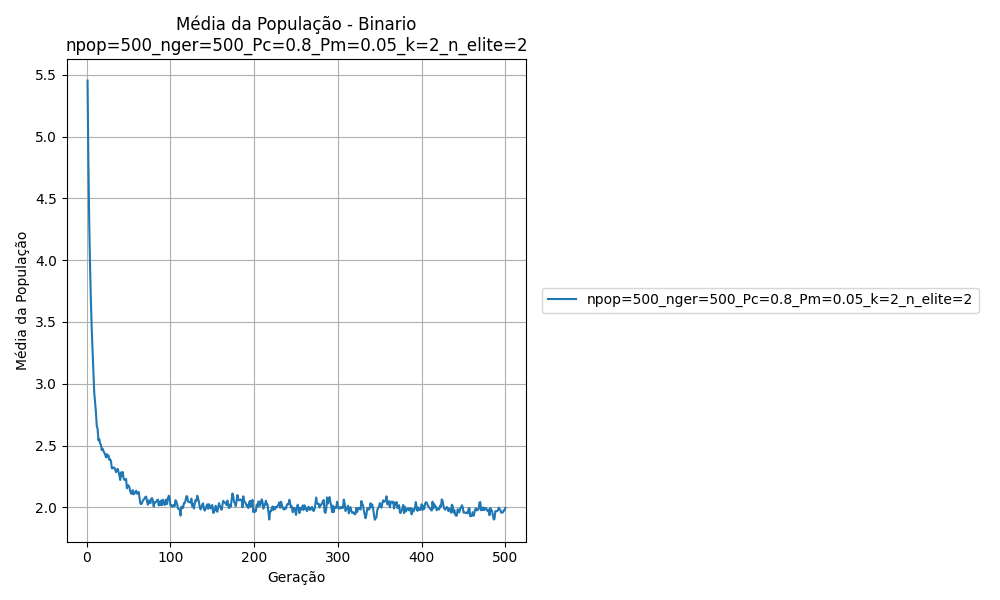 Média da População - Binario
npop=500_nger=500_Pc=0.8_Pm=0.05_k=2_n_elite=2
5.5
5.0
4.5
4.0
3.5
3.0
2.5
2.0
Média da População
0 100 200 300 400 500
Geração
npop=500_nger=500_Pc=0.8_Pm=0.05_k=2_n_elite=2